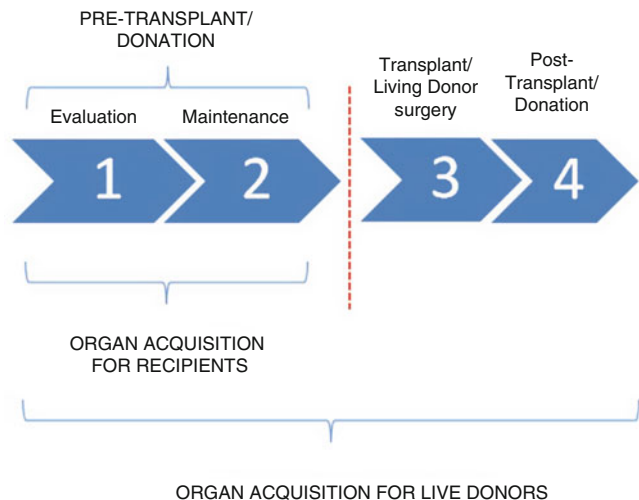 PRE-TRANSPLANT/
DONATION
Evaluation
Maintenance
Transplant/
Living Donor
surgery
Post-
Transplant/
Donation
1
2
3
4
ORGAN ACQUISITION
FOR RECIPIENTS
ORGAN ACQUISITION FOR LIVE DONORS